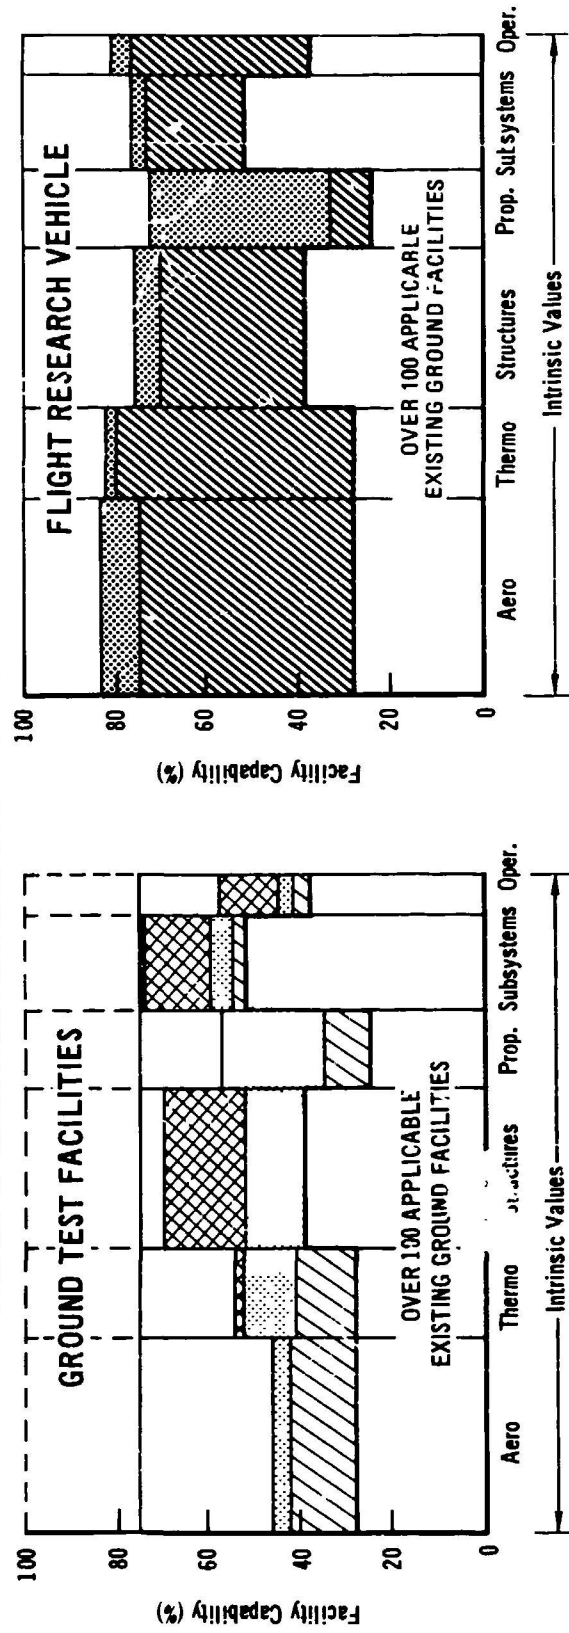 GROUND TEST FACILITIES
Facility Capability (%)
100
80
60
40
20
0
OVER 100 APPLICABLE
EXISTING GROUND FACILITIES
Aero
Thermo
Prop.
Subsystems
Oper.
Intrinsic Values
FLIGHT RESEARCH VEHICLE
Facility Capability (%)
100
80
60
40
20
0
OVER 100 APPLICABLE
EXISTING GROUND FACILITIES
Aero
Thermo
Structures
Prop.
Subsystems
Oper.
Intrinsic Values